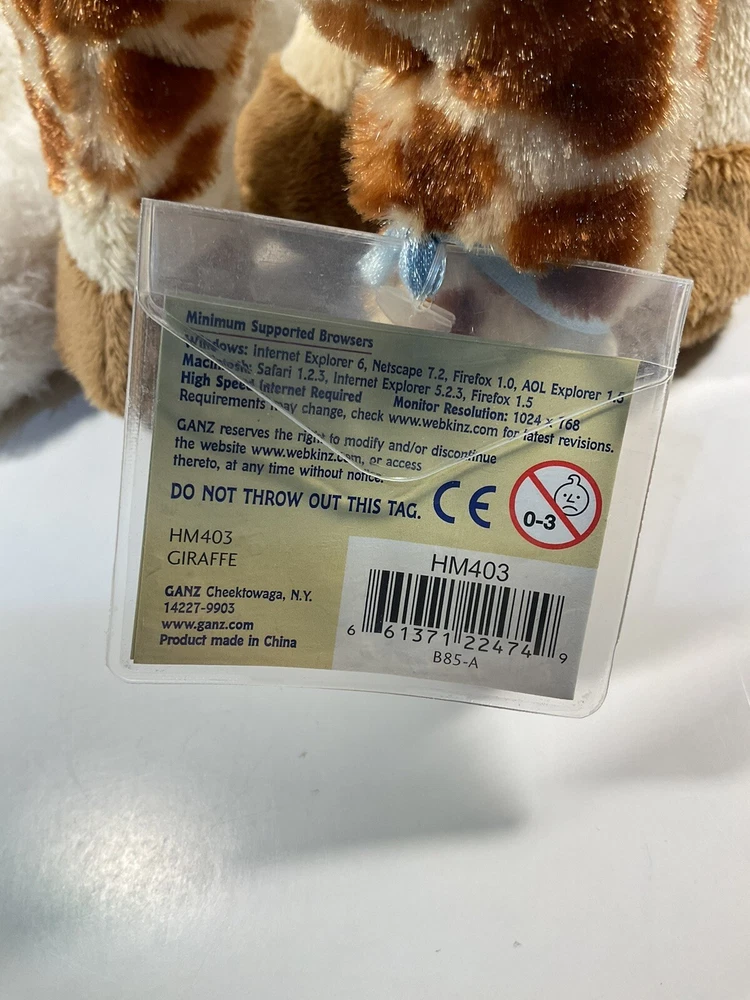 Minimum Supported Browsers
Windows: Internet Explorer 6, Netscape 7.2, Firefox 1.0, AOL Explorer 1.5
Macintosh: Safari 1.2.3, Internet Explorer 5.2.3, Firefox 1.5
High Speed Internet Required Monitor Resolution: 1024 x 768
Requirements may change, check www.webkinz.com for latest revisions.
GANZ reserves the right to modify and/or discontinue
the website www.webkinz.com, or access
thereto, at any time without notice.
DO NOT THROW OUT THIS TAG. CE
0-3
HM403
GIRAFFE
GANZ Cheektowaga, N.Y.
14227-9903
www.ganz.com
Product made in China
HM403
6 61371 22474 9
B85-A